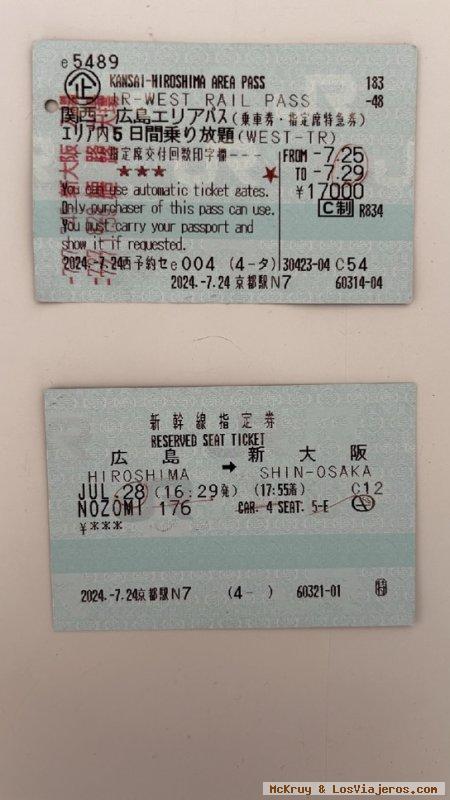 e5489
KANSAI-HIROSHIMA AREA PASS 183
JR-WEST RAIL PASS -48
関西・広島エリアパス(乗車券・指定席特急券)
エリア内5日間乗り放題(WEST-TR)
指定席交付回数印字欄---- FROM -7.25
★★★ ★ TO -7.29
You can use automatic ticket gates. ¥17000
Only purchaser of this pass can use. C制 R834
You must carry your passport and
show it if requested.
2024.-7.24西予約セe004 (4-タ)30423-04 C54
2024.-7.24 京都駅N7 60314-04
新幹線指定券
RESERVED SEAT TICKET
広島 ➡ 新大阪
HIROSHIMA SHIN-OSAKA
JUL.28 (16:29発) (17:55着) C12
NOZOMI 176 CAR. 4 SEAT. 5-E
¥***
2024.-7.24京都駅N7 (4- ) 60321-01 特
McKruy & LosViajeros.com